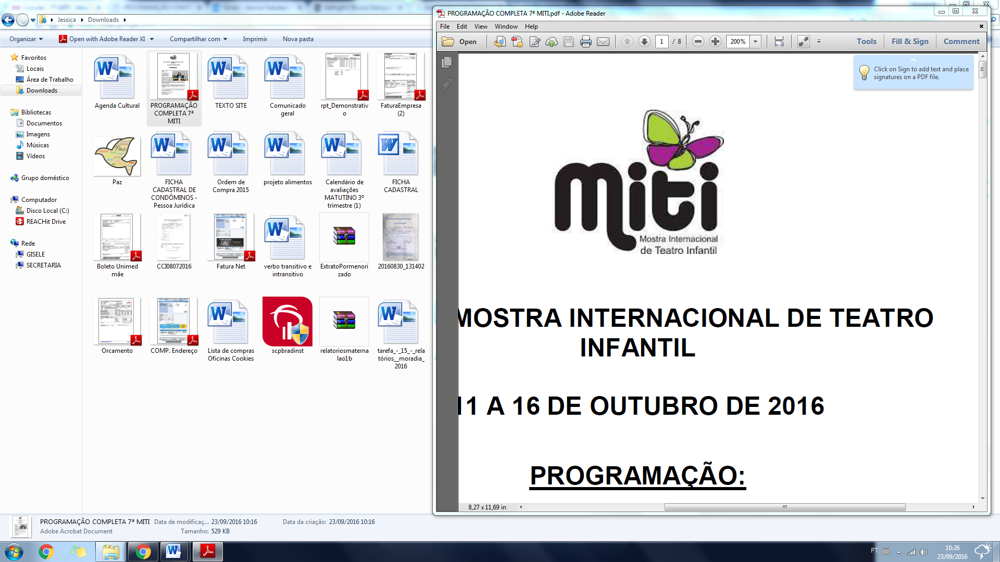 Jessica
Downloads
Organizar
Open with Adobe Reader XI
Compartilhar com
Imprimir
Nova pasta
Favoritos
Locais
Área de Trabalho
Downloads
Bibliotecas
Documentos
Imagens
Músicas
Vídeos
Grupo doméstico
Computador
Disco Local (C:)
REACHit Drive
Rede
GISELE
SECRETARIA
Agenda Cultural
PROGRAMAÇÃO
COMPLETA 7ª
MITI
TEXTO SITE
Comunicado
geral
rpt_Demonstrativ
o
FaturaEmpresa
(2)
Paz
FICHA
CADASTRAL DE
CONDÔMINOS -
Pessoa Jurídica
Ordem de
Compra 2015
projeto alimentos
Calendário de
avaliações
MATUTINO 3º
trimestre (1)
FICHA
CADASTRAL
Boleto Unimed
mãe
CCI08072016
Fatura Net
verbo transitivo e
intransitivo
ExtratoPormenori
zado
20160830_131402
Orcamento
COMP. Endereço
Lista de compras
Oficinas Cookies
scpbradinst
relatoriosmaterna
lao1b
tarefa_-_15_-_rela
tórios__moradia_
2016
PROGRAMAÇÃO COMPLETA 7ª MITI
Data de modificaç... 23/09/2016 10:16
Data da criação: 23/09/2016 10:16
Adobe Acrobat Document
Tamanho: 529 KB
PROGRAMAÇÃO COMPLETA 7ª MITI.pdf - Adobe Reader
File Edit View Window Help
Open
1 / 8
200%
Tools
Fill & Sign
Comment
Click on Sign to add text and place
signatures on a PDF file.
miti
Mostra Internacional
de Teatro Infantil
MOSTRA INTERNACIONAL DE TEATRO
INFANTIL
11 A 16 DE OUTUBRO DE 2016
PROGRAMAÇÃO:
8,27 x 11,69 in
PT
10:26
23/09/2016